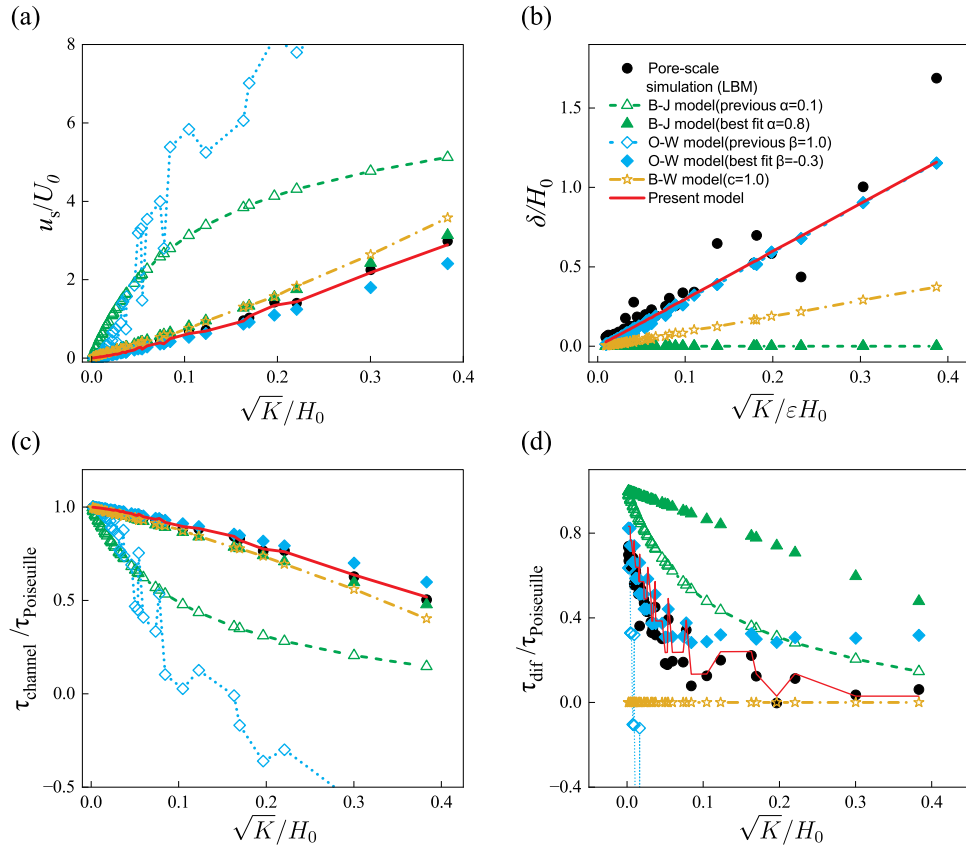 (a)
8
6
4
2
0
u_s/U_0
0.0 0.1 0.2 0.3 0.4
√K/H_0
(b)
1.5
1.0
0.5
0.0
δ/H_0
Pore-scale
simulation (LBM)
B-J model(previous α=0.1)
B-J model(best fit α=0.8)
O-W model(previous β=1.0)
O-W model(best fit β=-0.3)
B-W model(c=1.0)
Present model
0.0 0.1 0.2 0.3 0.4
√K/εH_0
(c)
1.0
0.5
0.0
−0.5
τ_channel /τ_Poiseuille
0.0 0.1 0.2 0.3 0.4
√K/H_0
(d)
0.8
0.4
0.0
−0.4
τ_dif /τ_Poiseuille
0.0 0.1 0.2 0.3 0.4
√K/H_0